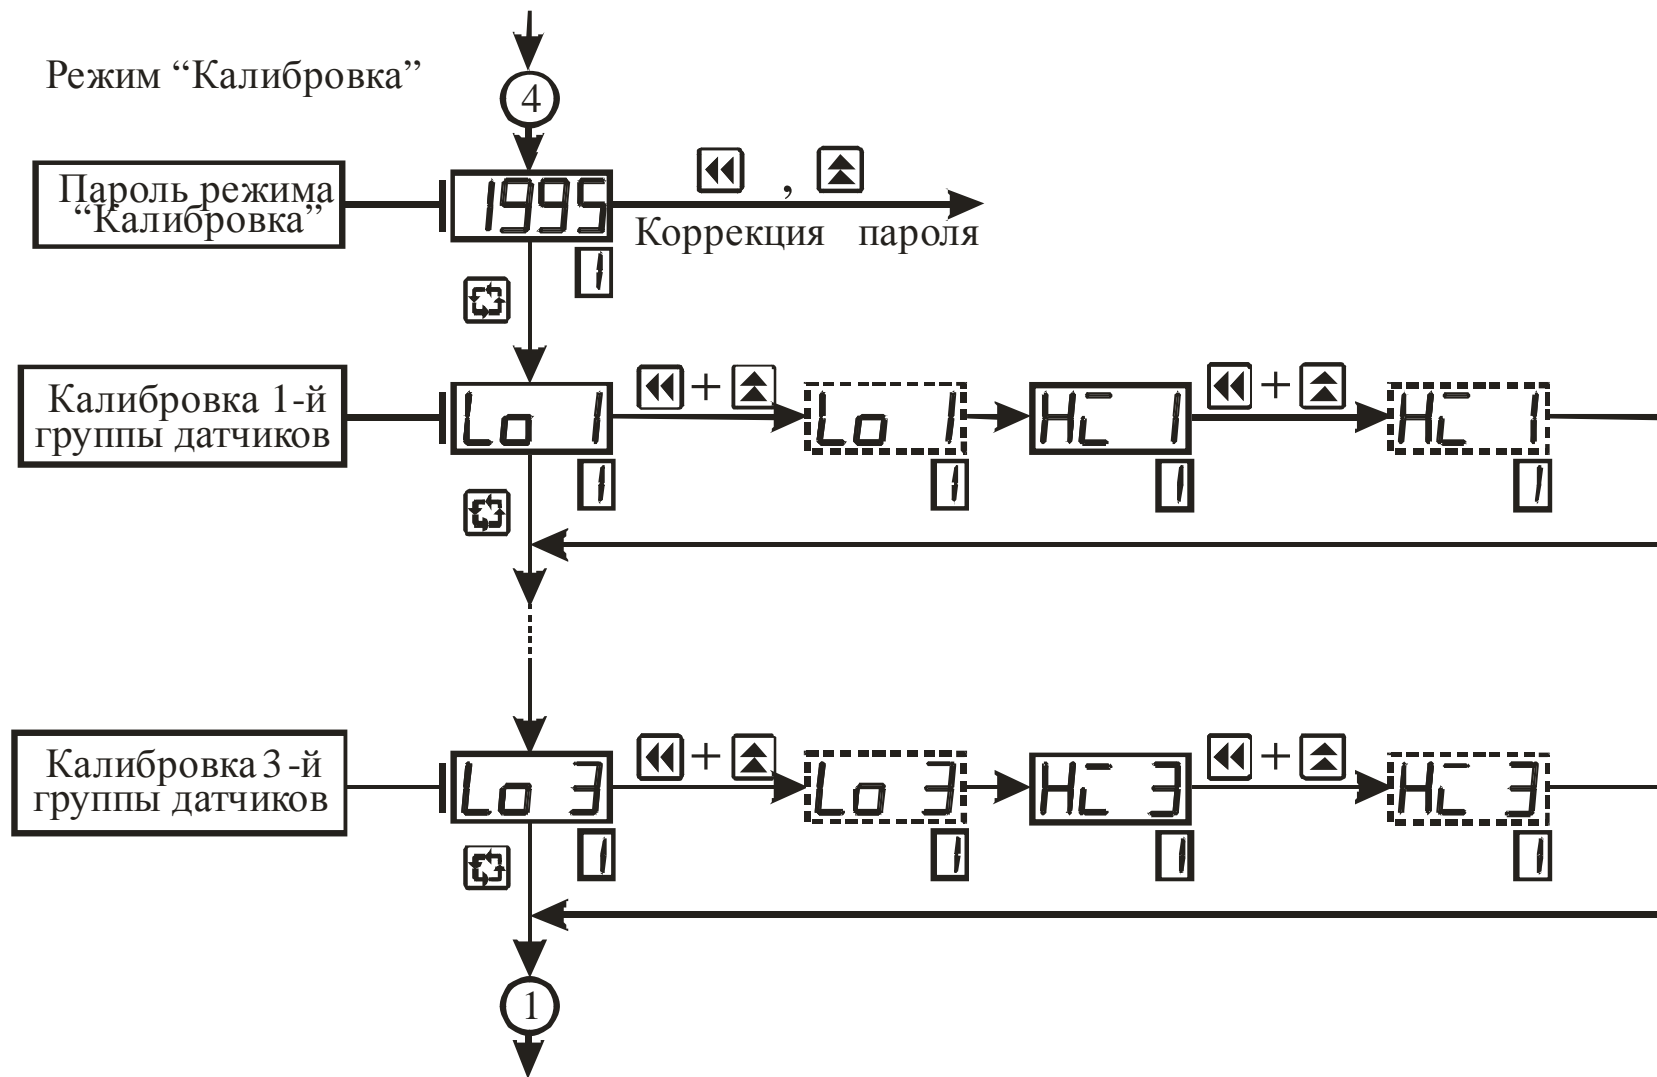 Режим “Калибровка”
4
Пароль режима
“Калибровка”
1995
,
Коррекция пароля
1
Калибровка 1-й
группы датчиков
Lo 1
+
Lo 1
Hi 1
+
Hi 1
1
1
1
1
Калибровка 3-й
группы датчиков
Lo 3
+
Lo 3
Hi 3
+
Hi 3
1
1
1
1
1